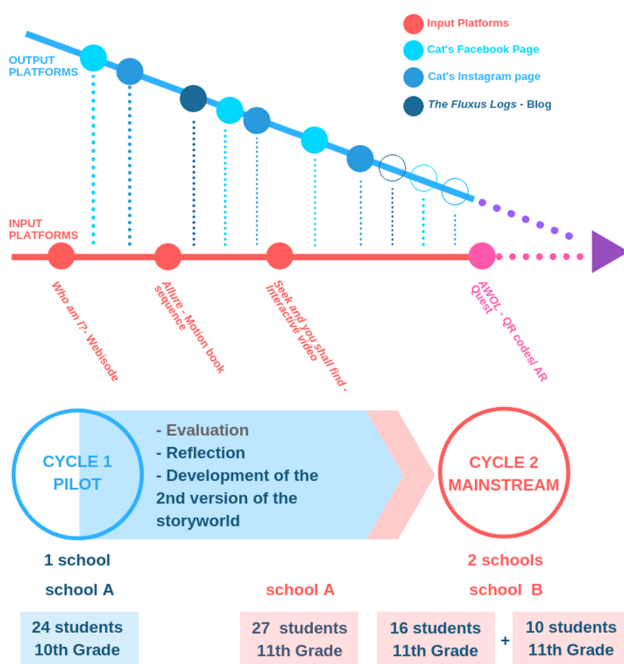 Input Platforms
OUTPUT
PLATFORMS
Cat's Facebook Page
Cat's Instagram page
The Fluxus Logs - Blog
INPUT
PLATFORMS
Who am I?- Webisode
Allure - Motion book
sequence
Seek and you shall find -
Interactive video
AWOL - QR codes/ AR
Quest
CYCLE 1
PILOT
- Evaluation
- Reflection
- Development of the
2nd version of the
storyworld
CYCLE 2
MAINSTREAM
1 school
2 schools
school A
school A
school B
24 students
10th Grade
27 students
11th Grade
16 students
11th Grade
+
10 students
11th Grade